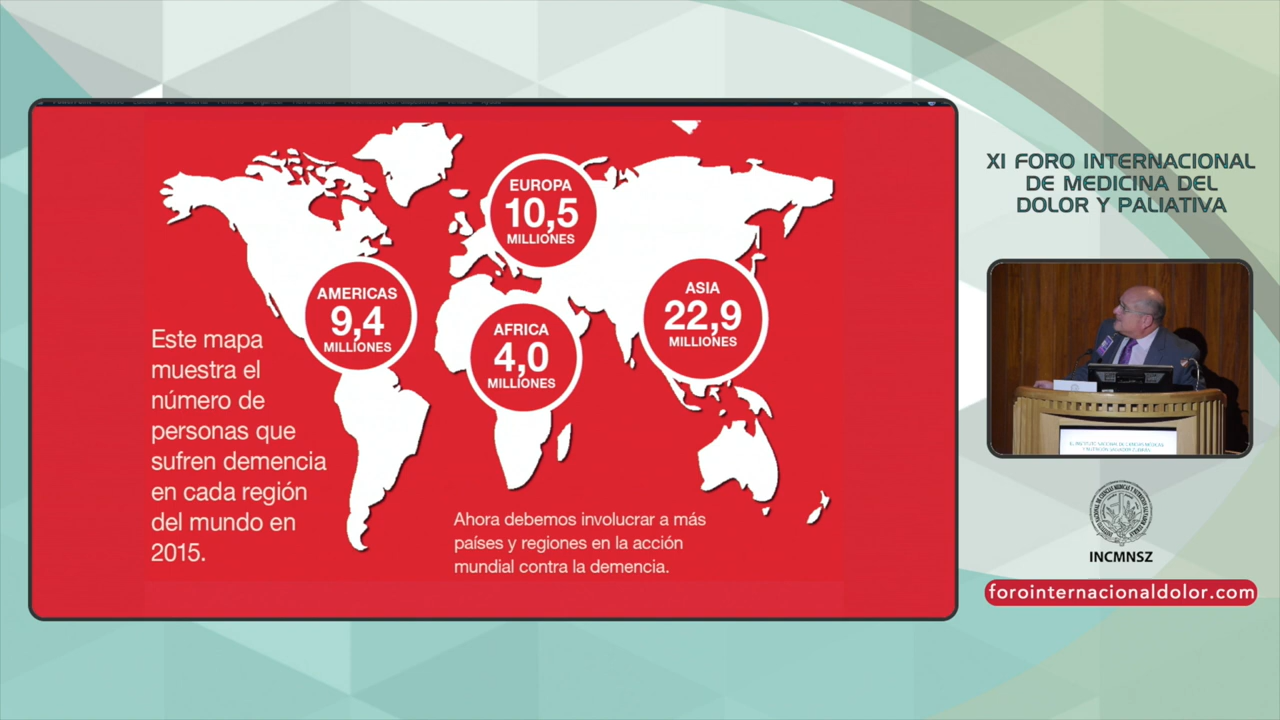 EUROPA
10,5
MILLIONES
AMERICAS
9,4
MILLIONES
AFRICA
4,0
MILLIONES
ASIA
22,9
MILLIONES
Este mapa
muestra el
número de
personas que
sufren demencia
en cada región
del mundo en
2015.
Ahora debemos involucrar a más
países y regiones en la acción
mundial contra la demencia.
XI FORO INTERNACIONAL
DE MEDICINA DEL
DOLOR Y PALIATIVA
INCMNSZ
forointernacionaldolor.com